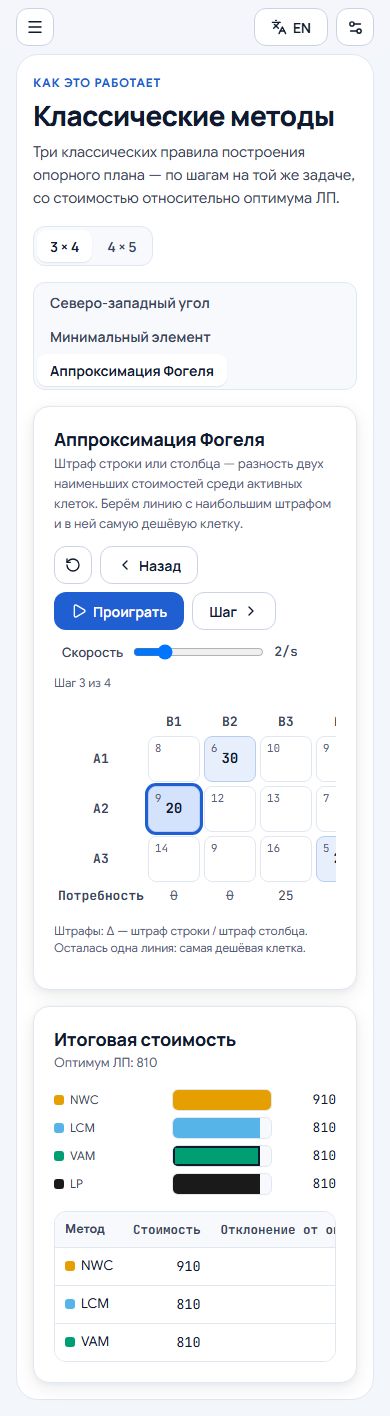 EN
КАК ЭТО РАБОТАЕТ
Классические методы
Три классических правила построения
опорного плана — по шагам на той же задаче,
со стоимостью относительно оптимума ЛП.
3 × 4 4 × 5
Северо-западный угол
Минимальный элемент
Аппроксимация Фогеля
Аппроксимация Фогеля
Штраф строки или столбца — разность двух
наименьших стоимостей среди активных
клеток. Берём линию с наибольшим штрафом
и в ней самую дешёвую клетку.
Назад
Проиграть Шаг
Скорость 2/s
Шаг 3 из 4
B1 B2 B3
A1 8 6 30 10 9
A2 9 20 12 13 7
A3 14 9 16 5
Потребность 0 0 25
Штрафы: Δ — штраф строки / штраф столбца.
Осталась одна линия: самая дешёвая клетка.
Итоговая стоимость
Оптимум ЛП: 810
NWC 910
LCM 810
VAM 810
LP 810
Метод Стоимость Отклонение от
NWC 910
LCM 810
VAM 810